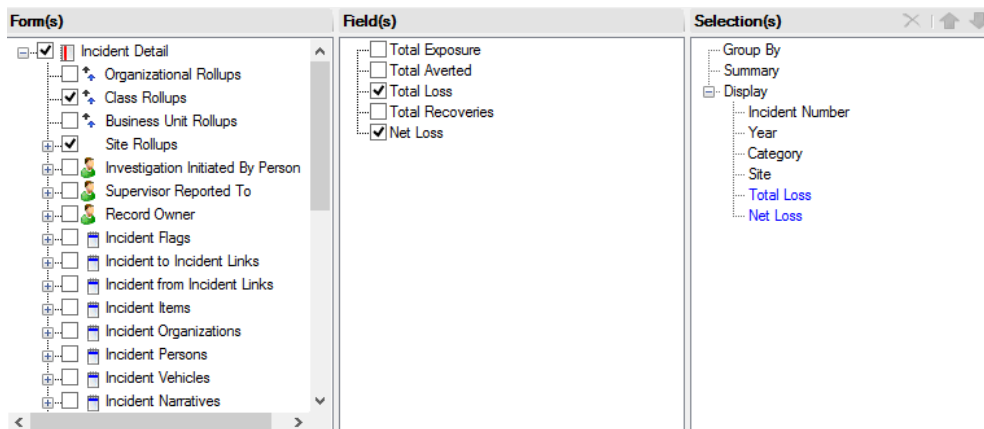 Form(s)
Incident Detail
Organizational Rollups
Class Rollups
Business Unit Rollups
Site Rollups
Investigation Initiated By Person
Supervisor Reported To
Record Owner
Incident Flags
Incident to Incident Links
Incident from Incident Links
Incident Items
Incident Organizations
Incident Persons
Incident Vehicles
Incident Narratives
Field(s)
Total Exposure
Total Averted
Total Loss
Total Recoveries
Net Loss
Selection(s)
Group By
Summary
Display
Incident Number
Year
Category
Site
Total Loss
Net Loss